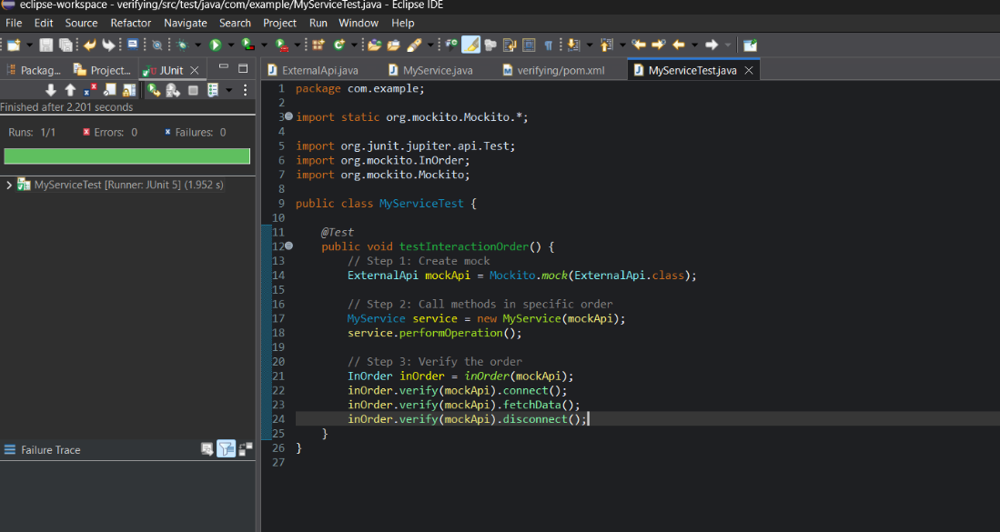 eclipse-workspace - verifying/src/test/java/com/example/MyServiceTest.java - Eclipse IDE
File Edit Source Refactor Navigate Search Project Run Window Help
Packag... Project... JUnit
ExternalApi.java MyService.java verifying/pom.xml MyServiceTest.java
Finished after 2.201 seconds
Runs: 1/1 Errors: 0 Failures: 0
MyServiceTest [Runner: JUnit 5] (1.952 s)
Failure Trace
1 package com.example;
2
3 import static org.mockito.Mockito.*;
4
5 import org.junit.jupiter.api.Test;
6 import org.mockito.InOrder;
7 import org.mockito.Mockito;
8
9 public class MyServiceTest {
10
11 @Test
12 public void testInteractionOrder() {
13 // Step 1: Create mock
14 ExternalApi mockApi = Mockito.mock(ExternalApi.class);
15
16 // Step 2: Call methods in specific order
17 MyService service = new MyService(mockApi);
18 service.performOperation();
19
20 // Step 3: Verify the order
21 InOrder inOrder = inOrder(mockApi);
22 inOrder.verify(mockApi).connect();
23 inOrder.verify(mockApi).fetchData();
24 inOrder.verify(mockApi).disconnect();
25 }
26 }
27